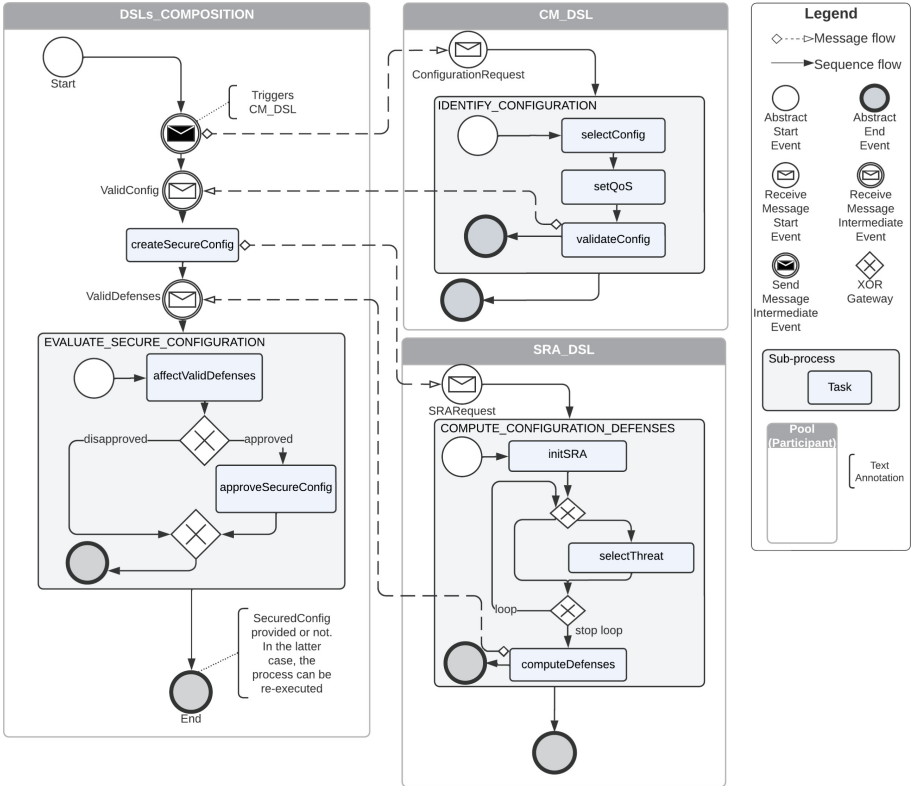 DSLs_COMPOSITION
Start
Triggers
CM_DSL
ValidConfig
createSecureConfig
ValidDefenses
EVALUATE_SECURE_CONFIGURATION
affectValidDefenses
disapproved
approved
approveSecureConfig
SecuredConfig
provided or not.
In the latter
case, the
process can be
re-executed
End
CM_DSL
ConfigurationRequest
IDENTIFY_CONFIGURATION
selectConfig
setQoS
validateConfig
SRA_DSL
SRARequest
COMPUTE_CONFIGURATION_DEFENSES
initSRA
selectThreat
loop
stop loop
computeDefenses
Legend
Message flow
Sequence flow
Abstract
Start
Event
Abstract
End
Event
Receive
Message
Start
Event
Receive
Message
Intermediate
Event
Send
Message
Intermediate
Event
XOR
Gateway
Sub-process
Task
Pool
(Participant)
Text
Annotation